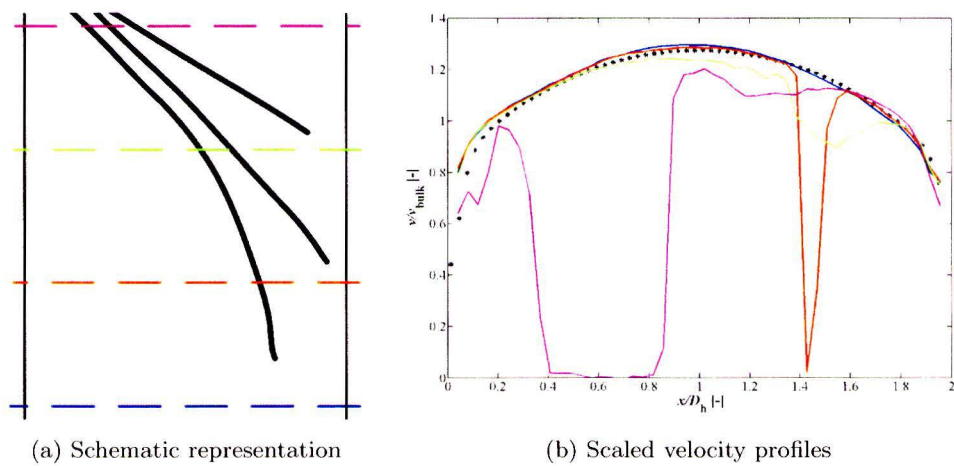 1.4
1.2
1
0.8
0.6
0.4
0.2
0
v/v_bulk |-|
0 0.2 0.4 0.6 0.8 1 1.2 1.4 1.6 1.8 2
x/D_h |-|
(a) Schematic representation
(b) Scaled velocity profiles